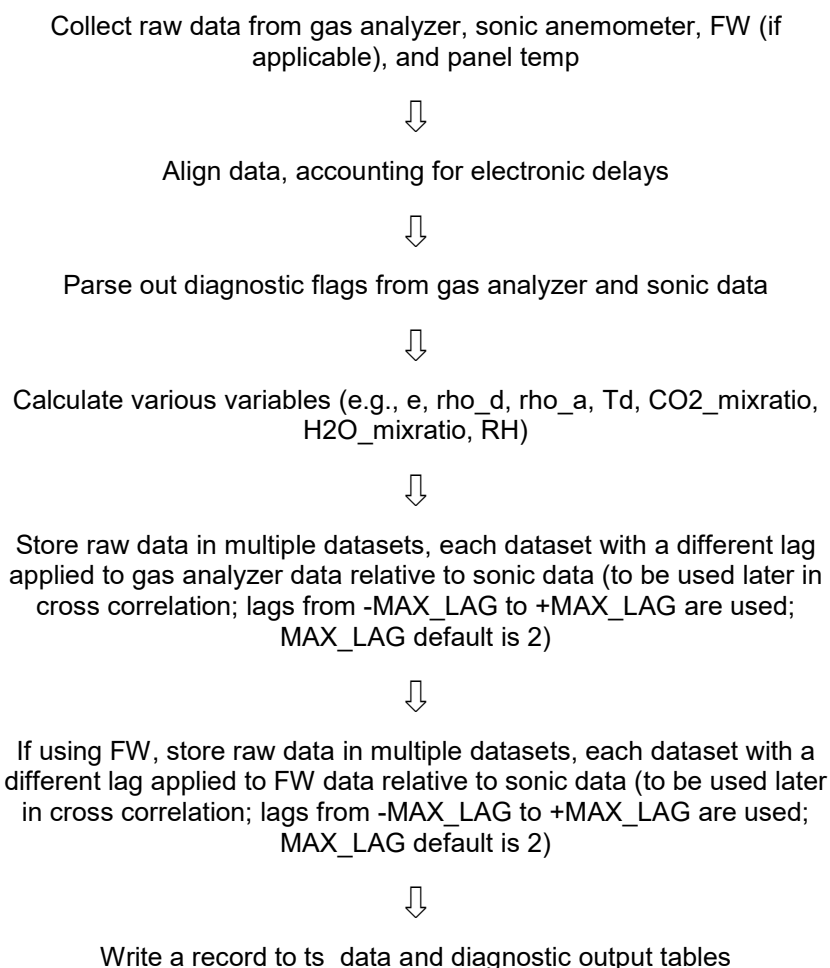 Collect raw data from gas analyzer, sonic anemometer, FW (if
applicable), and panel temp
Align data, accounting for electronic delays
Parse out diagnostic flags from gas analyzer and sonic data
Calculate various variables (e.g., e, rho_d, rho_a, Td, CO2_mixratio,
H2O_mixratio, RH)
Store raw data in multiple datasets, each dataset with a different lag
applied to gas analyzer data relative to sonic data (to be used later in
cross correlation; lags from -MAX_LAG to +MAX_LAG are used;
MAX_LAG default is 2)
If using FW, store raw data in multiple datasets, each dataset with a
different lag applied to FW data relative to sonic data (to be used later
in cross correlation; lags from -MAX_LAG to +MAX_LAG are used;
MAX_LAG default is 2)
Write a record to ts_data and diagnostic output tables